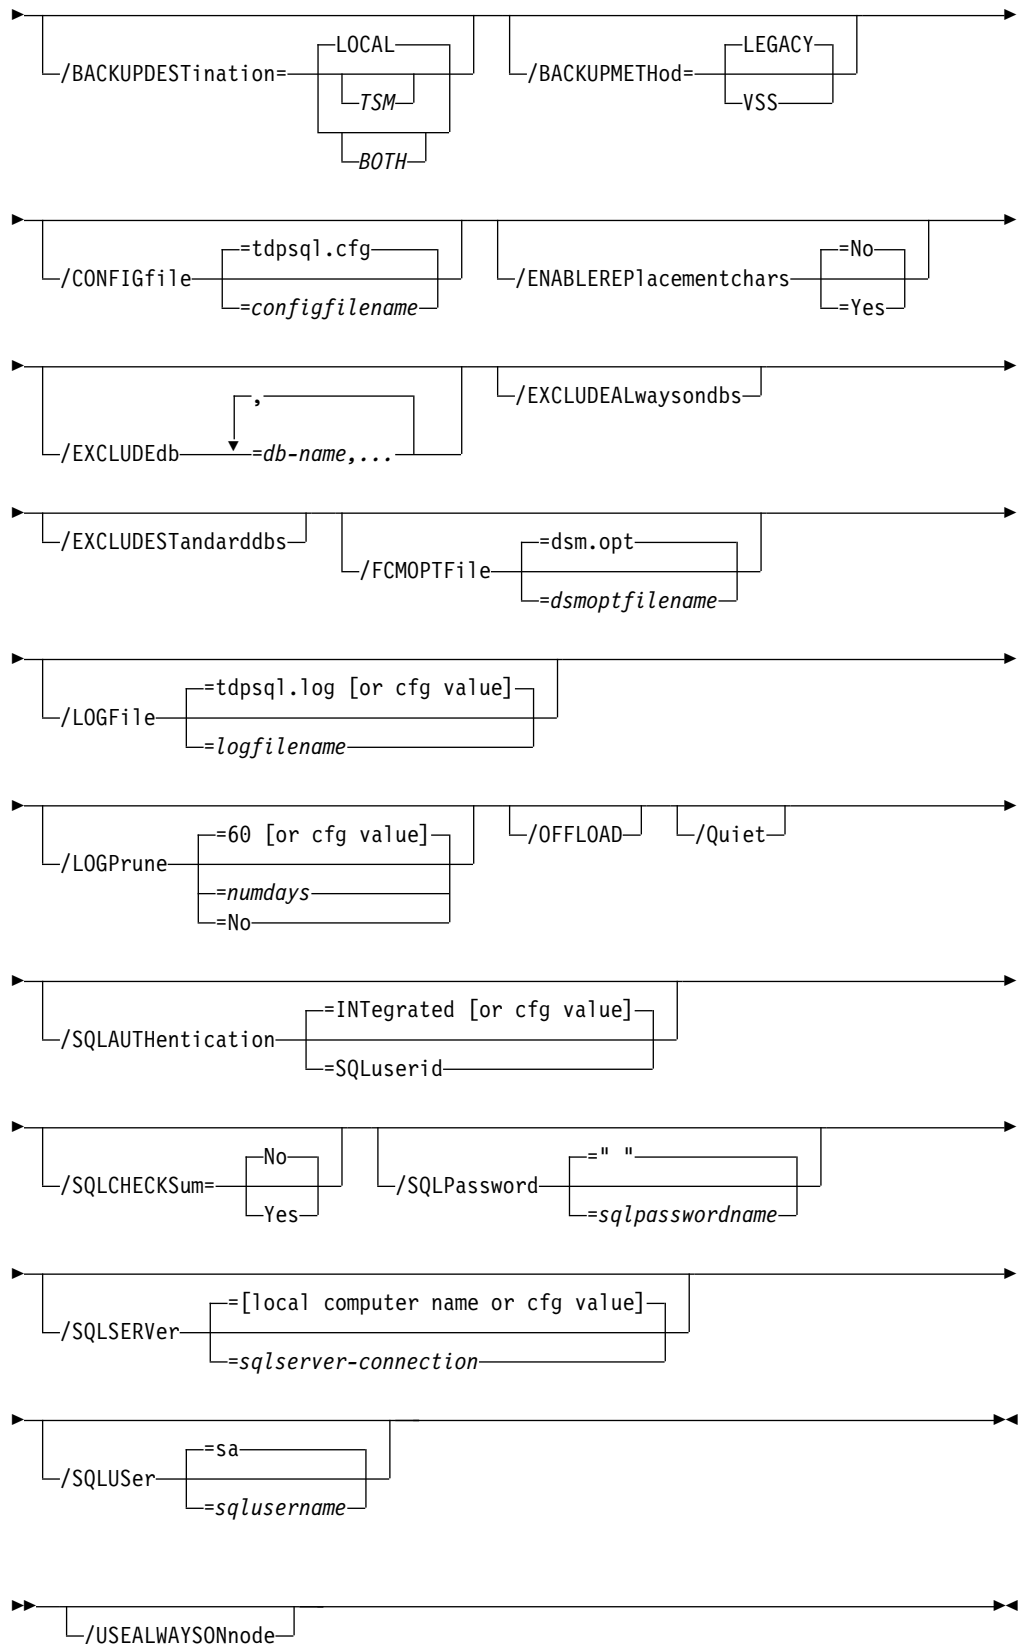 LOCAL LEGACY
/BACKUPDESTination= /BACKUPMETHod=
TSM VSS
BOTH
=tdpsql.cfg =No
/CONFIGfile /ENABLEREPlacementchars
=configfilename =Yes
, /EXCLUDEALwaysondbs
/EXCLUDEdb =db-name,...
/EXCLUDESTandarddbs =dsm.opt
/FCMOPTFile
=dsmoptfilename
=tdpsql.log [or cfg value]
/LOGFile
=logfilename
=60 [or cfg value] /OFFLOAD /Quiet
/LOGPrune
=numdays
=No
=INTegrated [or cfg value]
/SQLAUTHentication
=SQLuserid
No =" "
/SQLCHECKSum= /SQLPassword
Yes =sqlpasswordname
=[local computer name or cfg value]
/SQLSERVer
=sqlserver-connection
=sa
/SQLUSer
=sqlusername
/USEALWAYSONnode